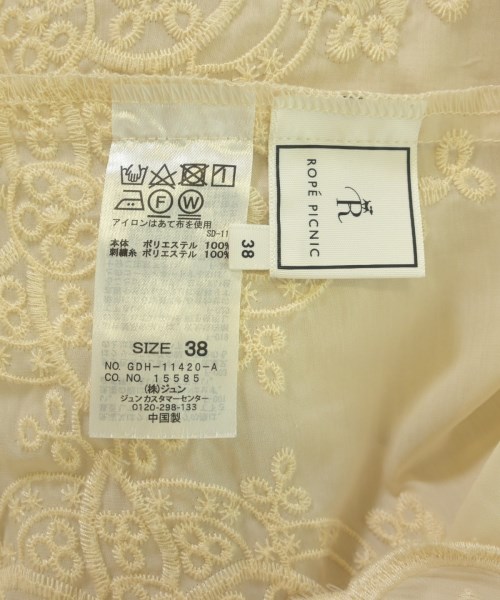 アイロンはあて布を使用
SD-11
本体 ポリエステル 100%
刺繍糸 ポリエステル 100%
SIZE 38
NO. GDH-11420-A
CO. NO. 15585
(株)ジュン
ジュンカスタマーセンター
0120-298-133
中国製
38
R
ROPÉ PICNIC